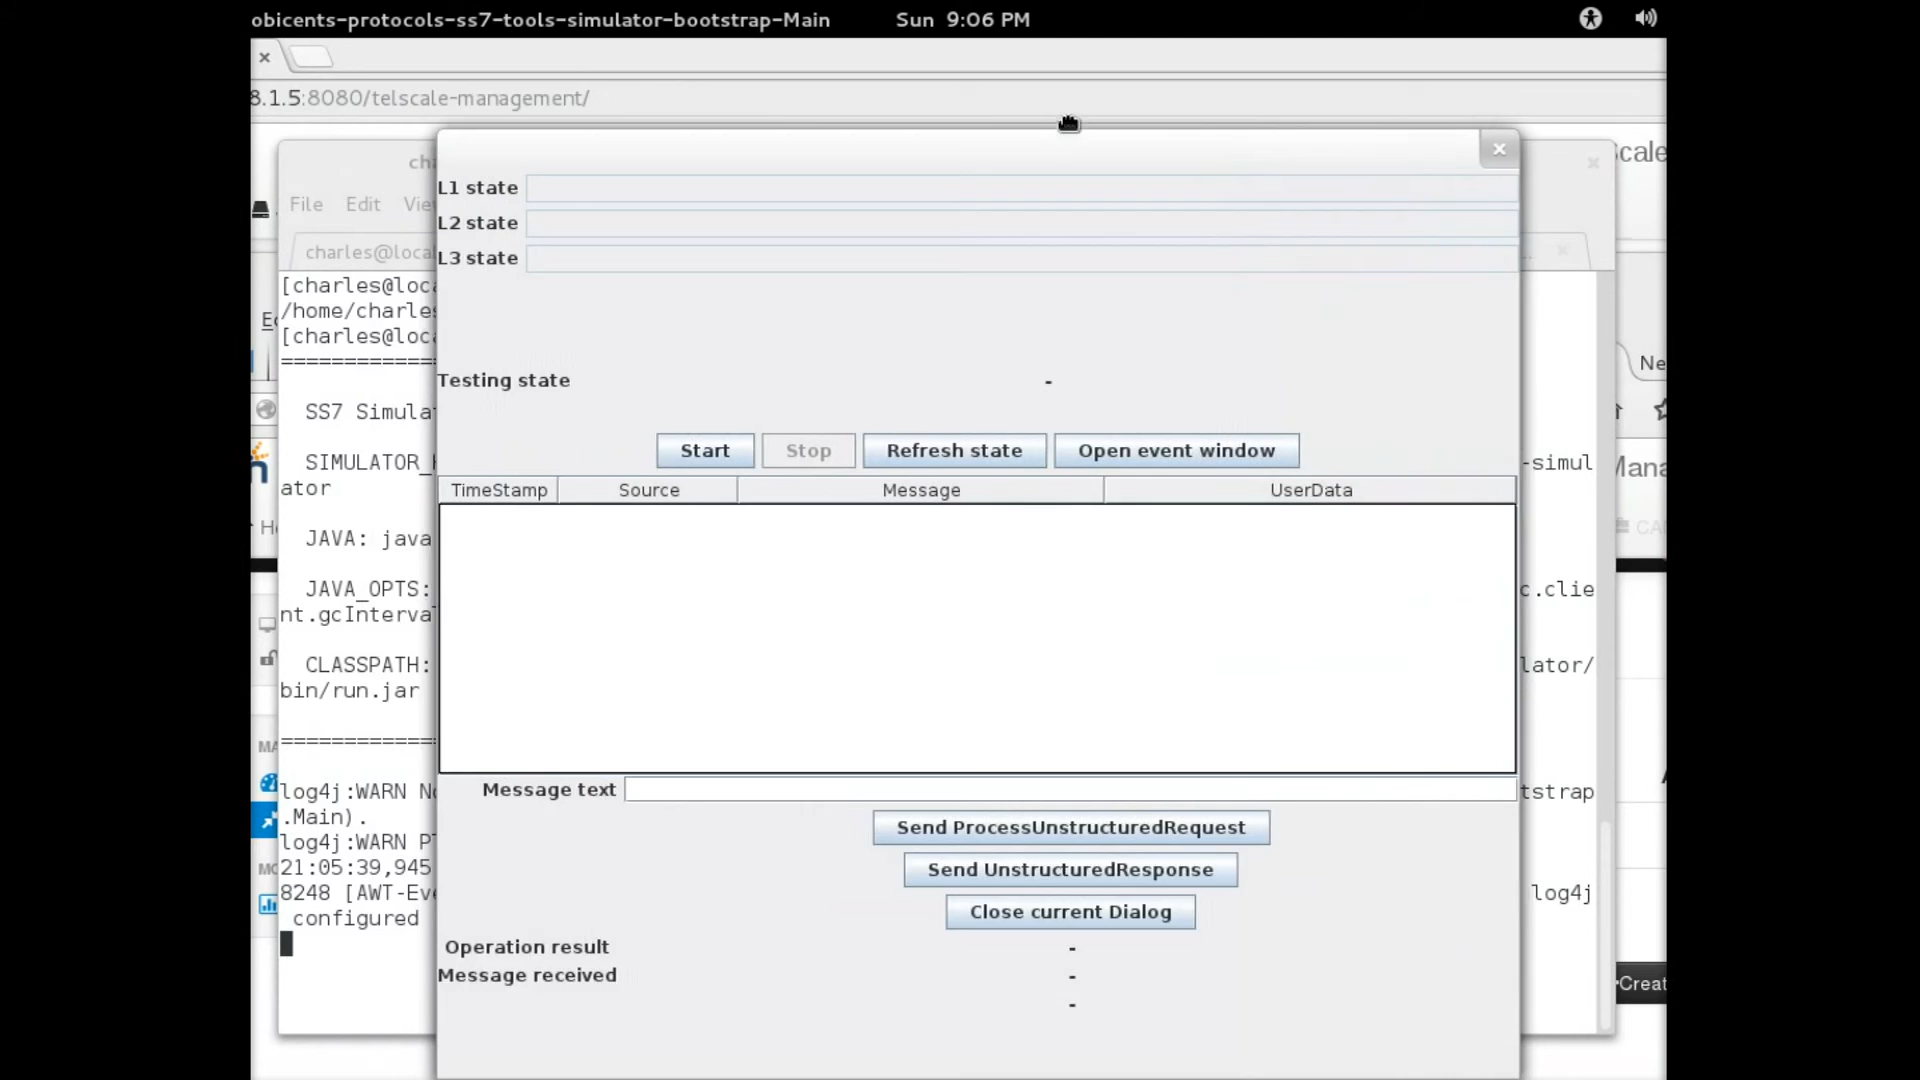 obicents-protocols-ss7-tools-simulator-bootstrap-Main Sun 9:06 PM
8.1.5:8080/telscale-management/
File Edit
charles@loca
L1 state
L2 state
L3 state
[charles@loca
/home/charles
[charles@loca
Testing state -
SS7 Simulat
Start Stop Refresh state Open event window
SIMULATOR_ -simul
ator
TimeStamp Source Message UserData
JAVA: java
JAVA_OPTS: c.clie
nt.gcInterva
CLASSPATH: lator/
bin/run.jar
log4j:WARN No tstrap
.Main).
Message text
log4j:WARN
Send ProcessUnstructuredRequest
21:05:39,945
Send UnstructuredResponse
8248 [AWT-Eve log4j
configured
Close current Dialog
Operation result -
Message received -
-
Creat